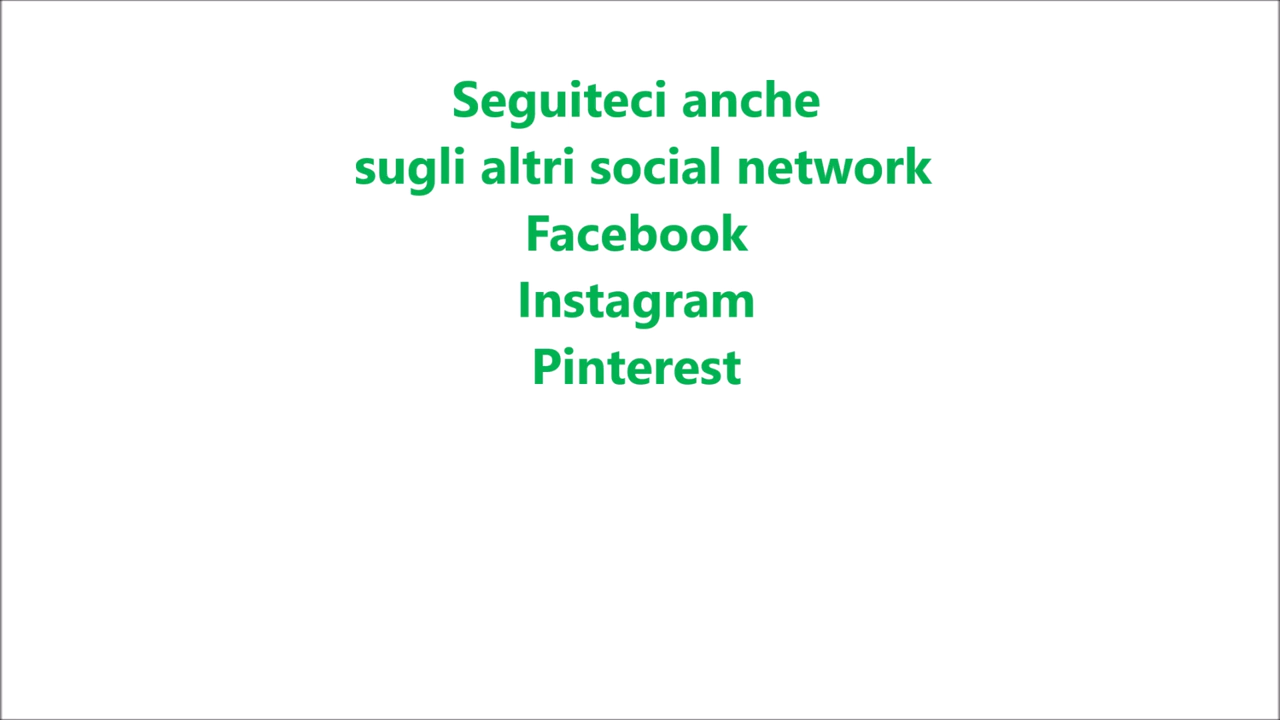 Seguiteci anche
sugli altri social network
Facebook
Instagram
Pinterest